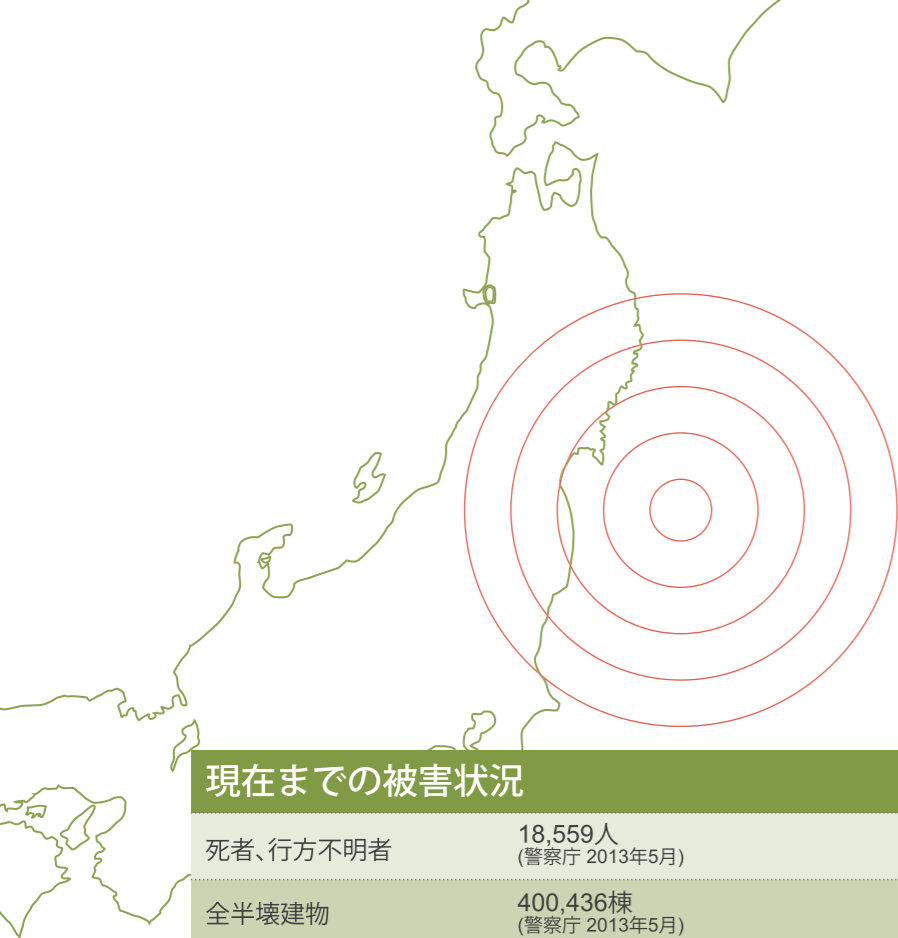 現在までの被害状況
死者、行方不明者
18,559人
(警察庁 2013年5月)
全半壊建物
400,436棟
(警察庁 2013年5月)